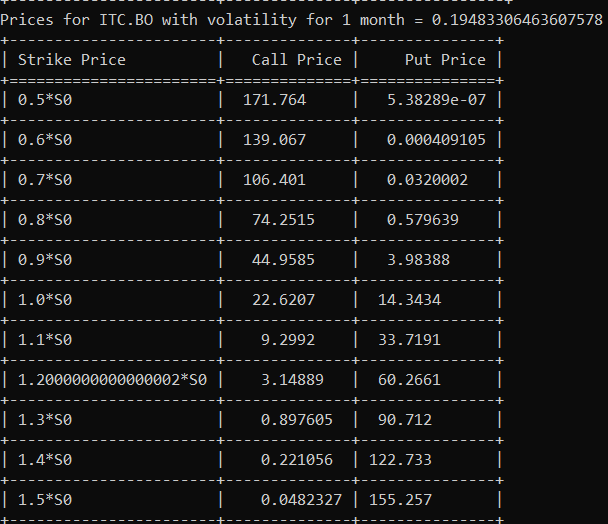 Prices for ITC.BO with volatility for 1 month = 0.19483306463607578
Strike Price Call Price Put Price
0.5*S0 171.764 5.38289e-07
0.6*S0 139.067 0.000409105
0.7*S0 106.401 0.0320002
0.8*S0 74.2515 0.579639
0.9*S0 44.9585 3.98388
1.0*S0 22.6207 14.3434
1.1*S0 9.2992 33.7191
1.2000000000000002*S0 3.14889 60.2661
1.3*S0 0.897605 90.712
1.4*S0 0.221056 122.733
1.5*S0 0.0482327 155.257